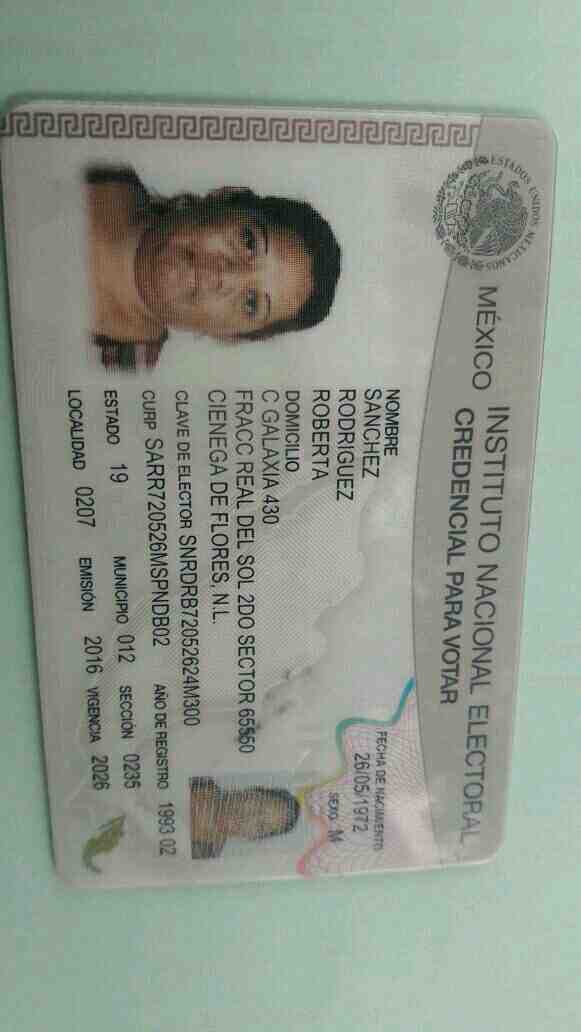 ESTADOS UNIDOS MEXICANOS
MÉXICO INSTITUTO NACIONAL ELECTORAL
CREDENCIAL PARA VOTAR
NOMBRE
SANCHEZ
RODRIGUEZ
ROBERTA
FECHA DE NACIMIENTO
26/05/1972
SEXO M
DOMICILIO
C GALAXIA 430
FRACC REAL DEL SOL 2DO SECTOR 65550
CIENEGA DE FLORES, N.L.
CLAVE DE ELECTOR SNRDRB72052624M300
CURP SARR720526MSPNDB02 AÑO DE REGISTRO 1993 02
ESTADO 19 MUNICIPIO 012 SECCIÓN 0235
LOCALIDAD 0207 EMISIÓN 2016 VIGENCIA 2026